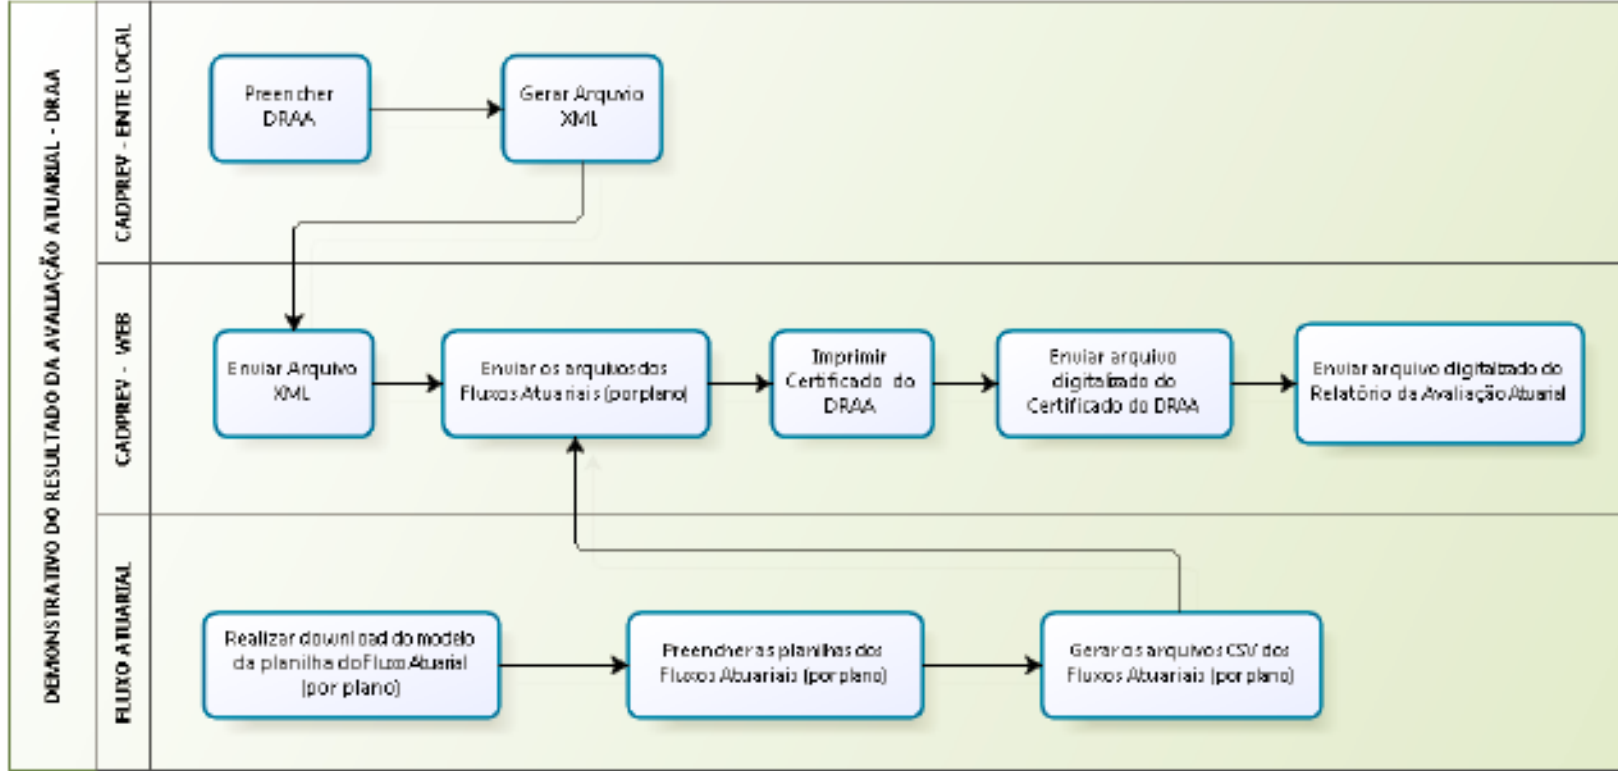 DEMONSTRATIVO DO RESULTADO DA AVALIAÇÃO ATUARIAL - DRAA
CADPREV - ENTE LOCAL
Preencher
DRAA
Gerar Arquvio
XML
CADPREV - WEB
Enviar Arquivo
XML
Enviar os arquivos dos
Fluxos Atuariais (por plano)
Imprimir
Certificado do
DRAA
Enviar arquivo
digitalizado do
Certificado do DRAA
Enviar arquivo digitalizado do
Relatório da Avaliação Atuarial
FLUXO ATUARIAL
Realizar download do modelo
da planilha do Fluxo Atuarial
(por plano)
Preencher as planilhas dos
Fluxos Atuariais (por plano)
Gerar os arquivos CSV dos
Fluxos Atuariais (por plano)